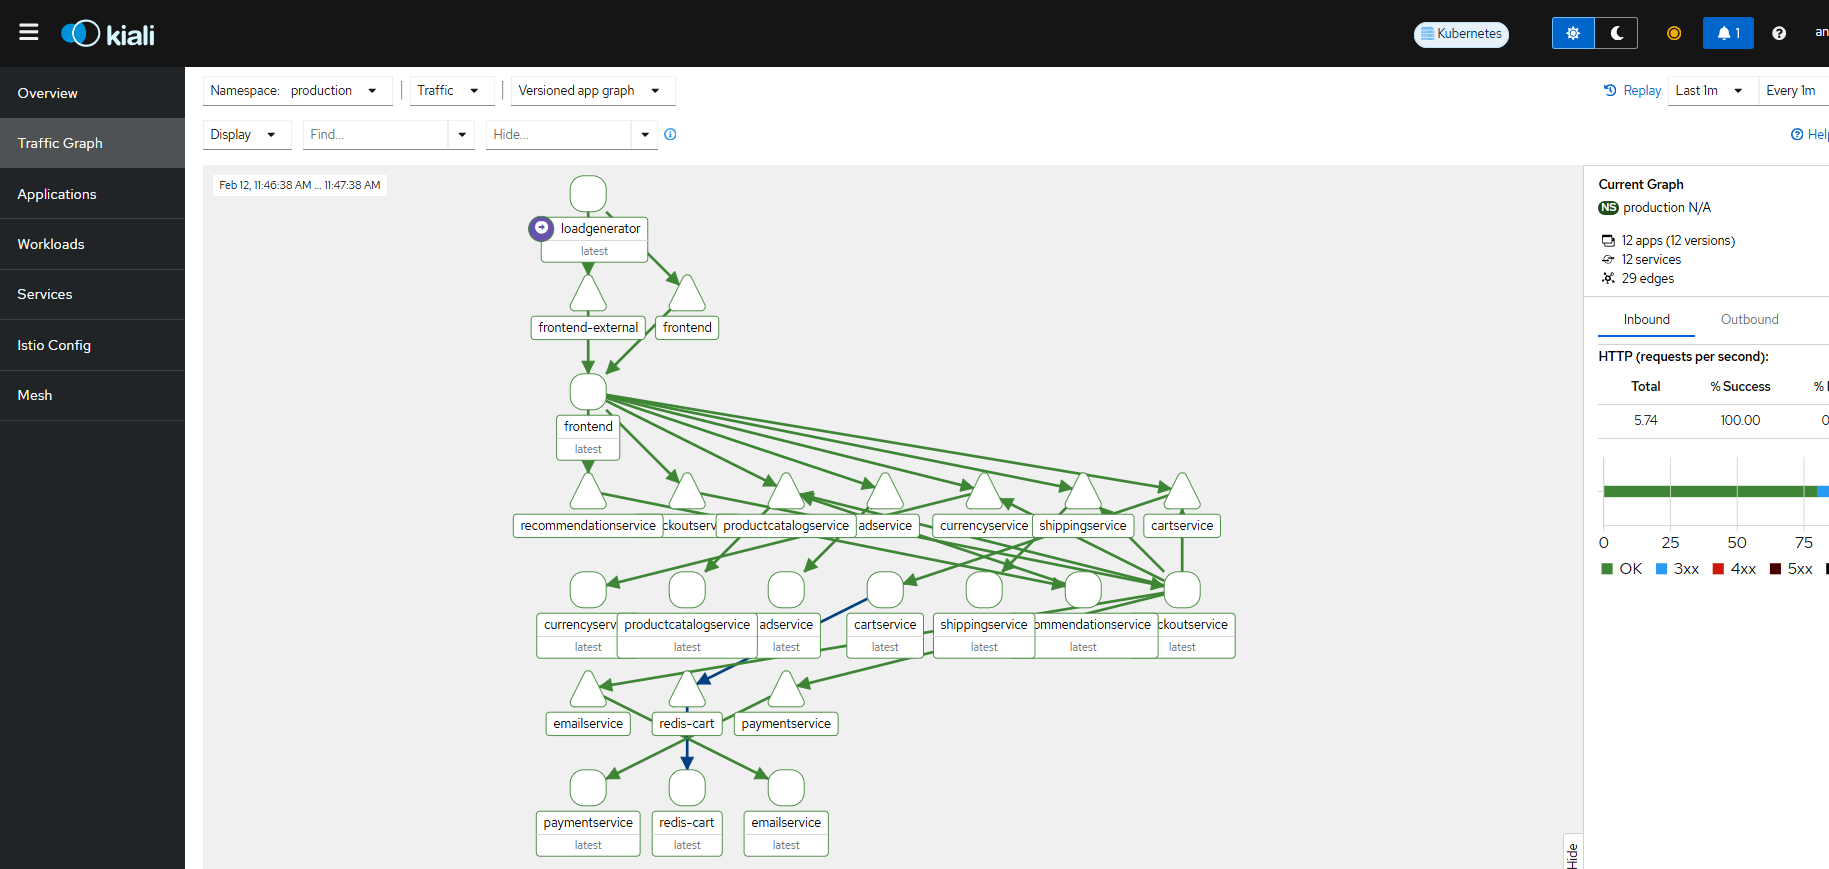 kiali
Kubernetes
1
an
Overview
Traffic Graph
Applications
Workloads
Services
Istio Config
Mesh
Namespace: production
Traffic
Versioned app graph
Replay
Last 1m
Every 1m
Display
Find...
Hide...
Help
Feb 12, 11:46:38 AM ... 11:47:38 AM
loadgenerator
latest
frontend-external
frontend
frontend
latest
recommendationservice
ckoutserv
productcatalogservice
adservice
currencyservice
shippingservice
cartservice
currencyserv
latest
productcatalogservice
latest
adservice
latest
cartservice
latest
shippingservice
latest
ommendationservice
latest
ckoutservice
latest
emailservice
redis-cart
paymentservice
paymentservice
latest
redis-cart
latest
emailservice
latest
Hide
Current Graph
NS production N/A
12 apps (12 versions)
12 services
29 edges
Inbound
Outbound
HTTP (requests per second):
Total % Success %
5.74 100.00 0
0 25 50 75
OK 3xx 4xx 5xx